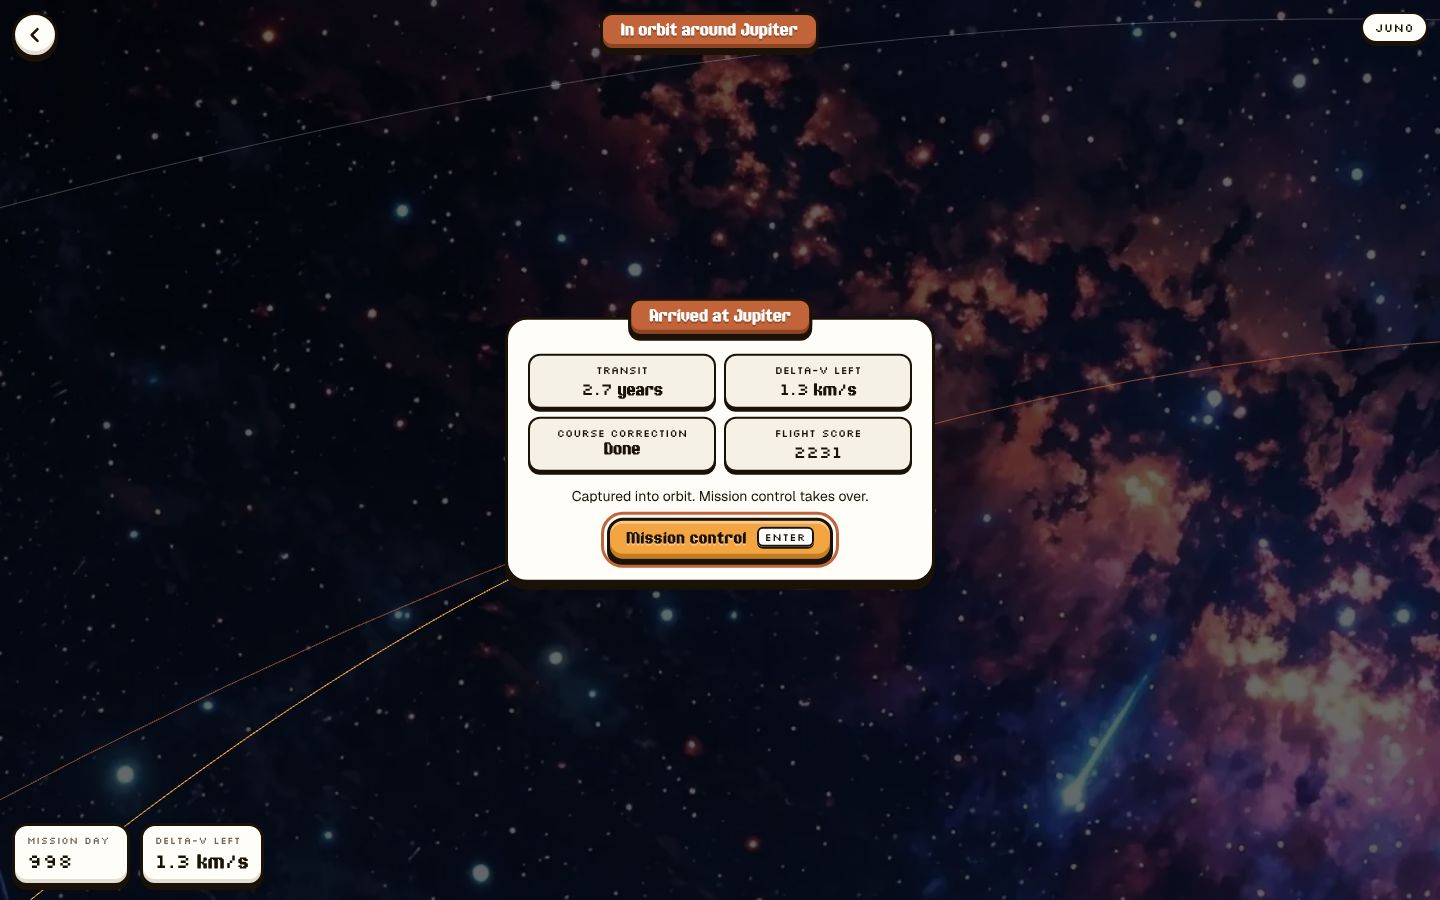 In orbit around Jupiter
JUNO
Arrived at Jupiter
TRANSIT
2.7 years
DELTA-V LEFT
1.3 km/s
COURSE CORRECTION
Done
FLIGHT SCORE
2231
Captured into orbit. Mission control takes over.
Mission control ENTER
MISSION DAY
998
DELTA-V LEFT
1.3 km/s